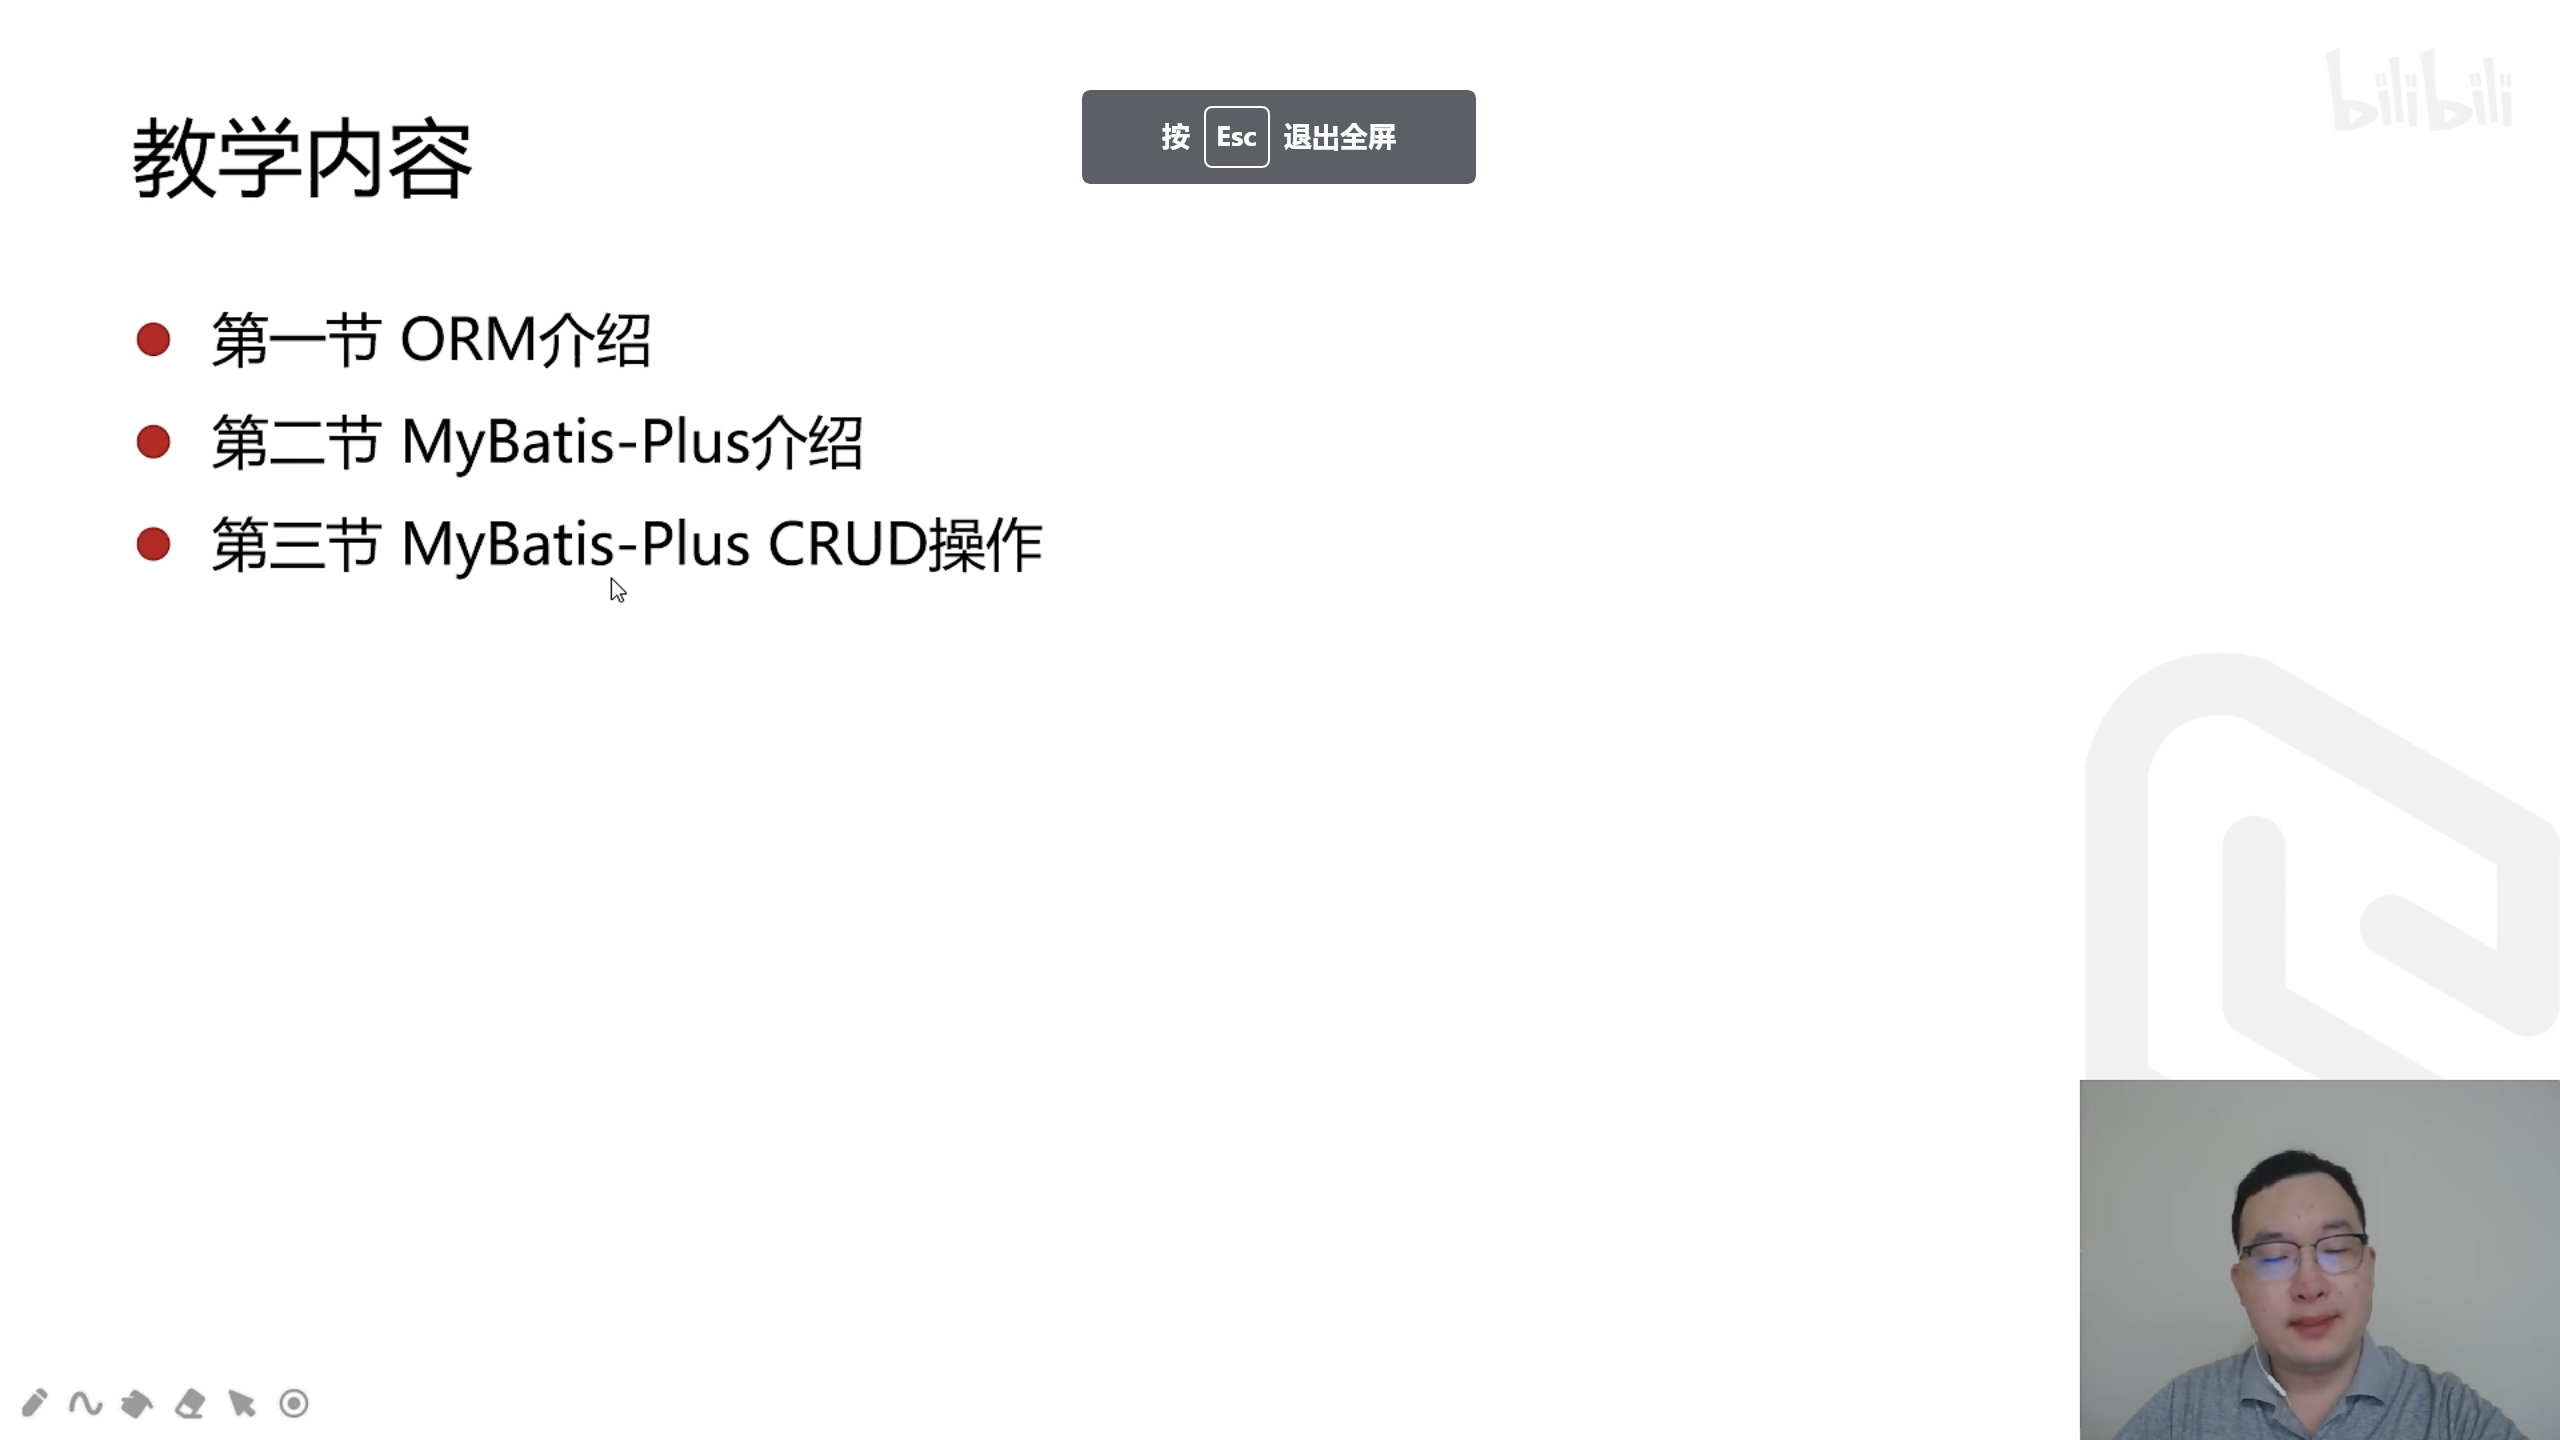 bilibili
按 Esc 退出全屏
教学内容
第一节 ORM介绍
第二节 MyBatis-Plus介绍
第三节 MyBatis-Plus CRUD操作